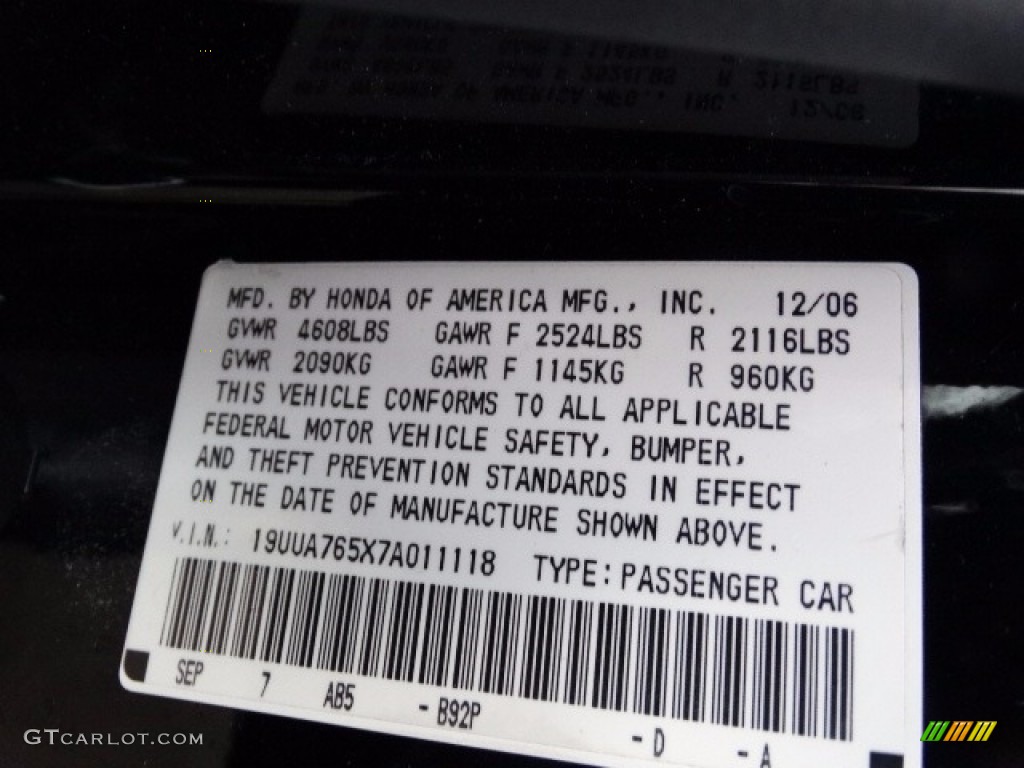 MFD. BY HONDA OF AMERICA MFG., INC. 12/06
GVWR 4608LBS GAWR F 2524LBS R 2116LBS
GVWR 2090KG GAWR F 1145KG R 960KG
THIS VEHICLE CONFORMS TO ALL APPLICABLE
FEDERAL MOTOR VEHICLE SAFETY, BUMPER,
AND THEFT PREVENTION STANDARDS IN EFFECT
ON THE DATE OF MANUFACTURE SHOWN ABOVE.
V.I.N.: 19UUA765X7A011118 TYPE: PASSENGER CAR
SEP 7 AB5 - B92P - D - A
GTCARLOT.COM